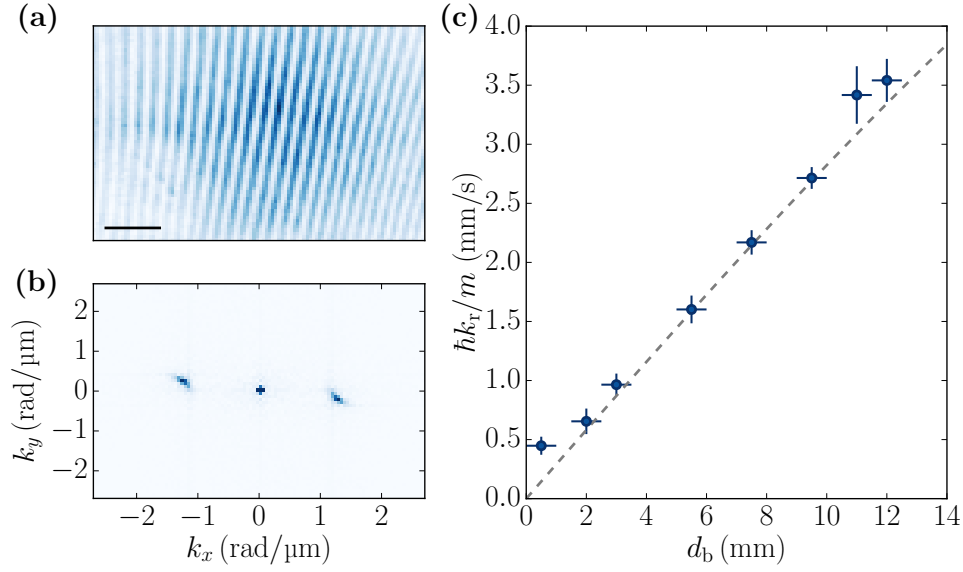 (a)
(b)
2
1
0
−1
−2
k_y (rad/µm)
−2 −1 0 1 2
k_x (rad/µm)
(c)
4.0
3.5
3.0
2.5
2.0
1.5
1.0
0.5
0.0
ħk_r/m (mm/s)
0 2 4 6 8 10 12 14
d_b (mm)